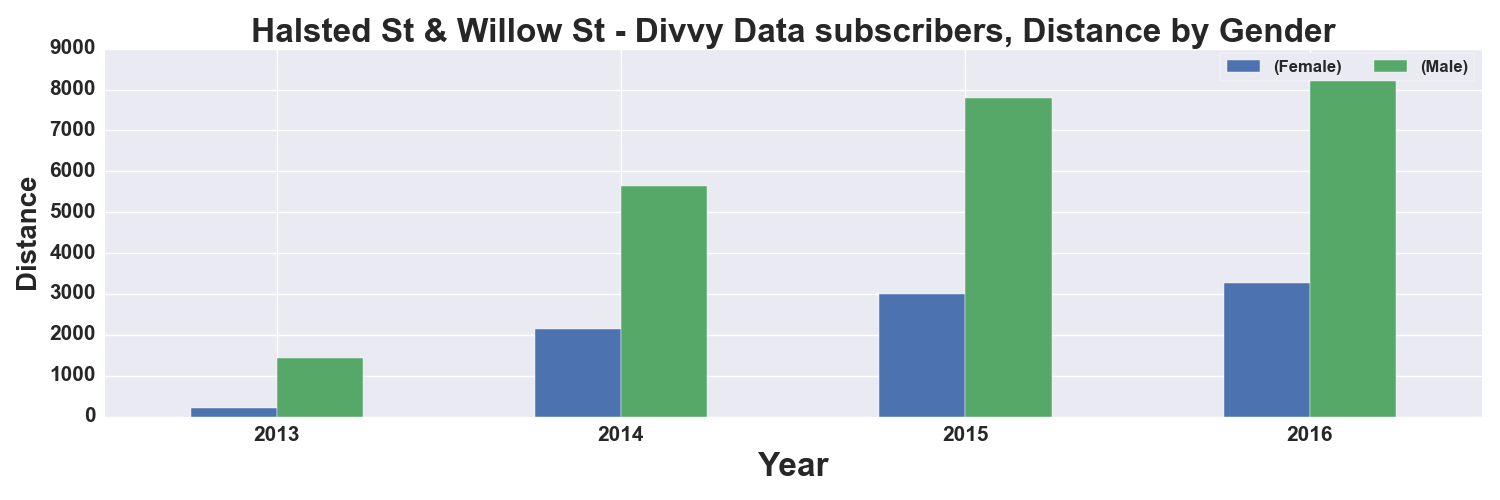 Halsted St & Willow St - Divvy Data subscribers, Distance by Gender
(Female) (Male)
Distance
9000
8000
7000
6000
5000
4000
3000
2000
1000
0
2013 2014 2015 2016
Year